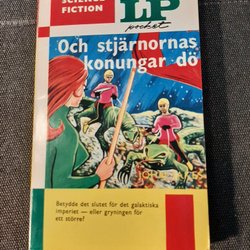 SCIENCE
FICTION
LP
pocket
Och stjärnornas
konungar dö
Betydde det slutet för det galaktiska
imperiet — eller gryningen för
ett större?